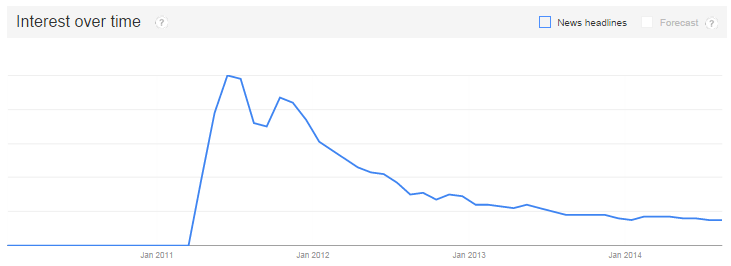 Interest over time ?
News headlines
Forecast ?
Jan 2011
Jan 2012
Jan 2013
Jan 2014